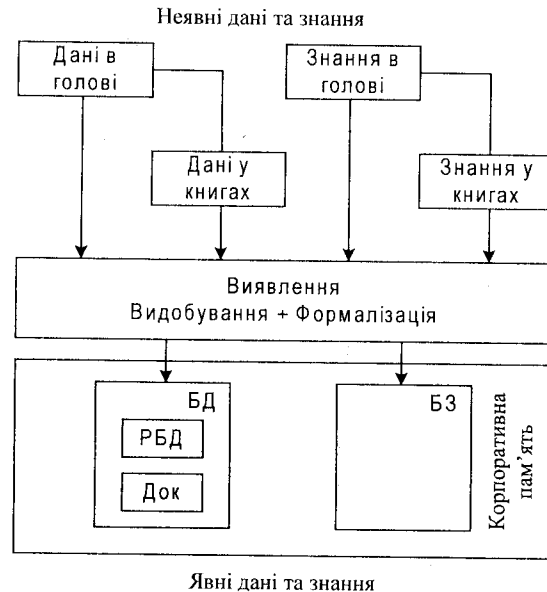 Неявні дані та знання
Дані в
голові
Знання в
голові
Дані у
книгах
Знання у
книгах
Виявлення
Видобування + Формалізація
БД
РБД
Док
БЗ
Корпоративна
пам’ять
Явні дані та знання